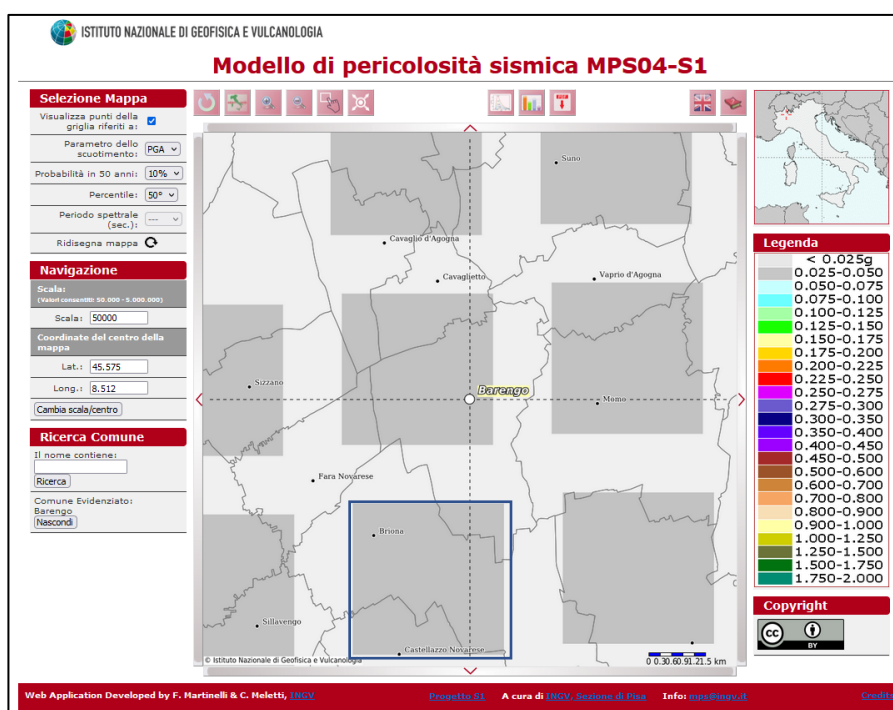 ISTITUTO NAZIONALE DI GEOFISICA E VULCANOLOGIA
Modello di pericolosità sismica MPS04-S1
Selezione Mappa
Visualizza punti della
griglia riferiti a:
Parametro dello
scuotimento: PGA
Probabilità in 50 anni: 10%
Percentile: 50°
Periodo spettrale
(sec.): ---
Ridisegna mappa
Navigazione
Scala:
(Valori consentiti: 50.000 - 5.000.000)
Scala: 50000
Coordinate del centro della
mappa
Lat.: 45.575
Long.: 8.512
Cambia scala/centro
Ricerca Comune
Il nome contiene:
Ricerca
Comune Evidenziato:
Barengo
Nascondi
Suno
Cavaglio d'Agogna
Cavaglietto
Vaprio d'Agogna
Sizzano
Barengo
Momo
Fara Novarese
Briona
Sillavengo
Castellazzo Novarese
© Istituto Nazionale di Geofisica e Vulcanologia
0 0.30.60.91.21.5 km
Legenda
< 0.025g
0.025-0.050
0.050-0.075
0.075-0.100
0.100-0.125
0.125-0.150
0.150-0.175
0.175-0.200
0.200-0.225
0.225-0.250
0.250-0.275
0.275-0.300
0.300-0.350
0.350-0.400
0.400-0.450
0.450-0.500
0.500-0.600
0.600-0.700
0.700-0.800
0.800-0.900
0.900-1.000
1.000-1.250
1.250-1.500
1.500-1.750
1.750-2.000
Copyright
cc
BY
Web Application Developed by F. Martinelli & C. Meletti, INGV Progetto S1 A cura di INGV, Sezione di Pisa Info: mps@ingv.it Credits